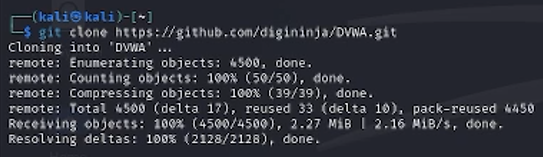 ┌──(kali㉿kali)-[~]
└─$ git clone https://github.com/digininja/DVWA.git
Cloning into 'DVWA'...
remote: Enumerating objects: 4500, done.
remote: Counting objects: 100% (50/50), done.
remote: Compressing objects: 100% (39/39), done.
remote: Total 4500 (delta 17), reused 33 (delta 10), pack-reused 4450
Receiving objects: 100% (4500/4500), 2.27 MiB | 2.16 MiB/s, done.
Resolving deltas: 100% (2128/2128), done.